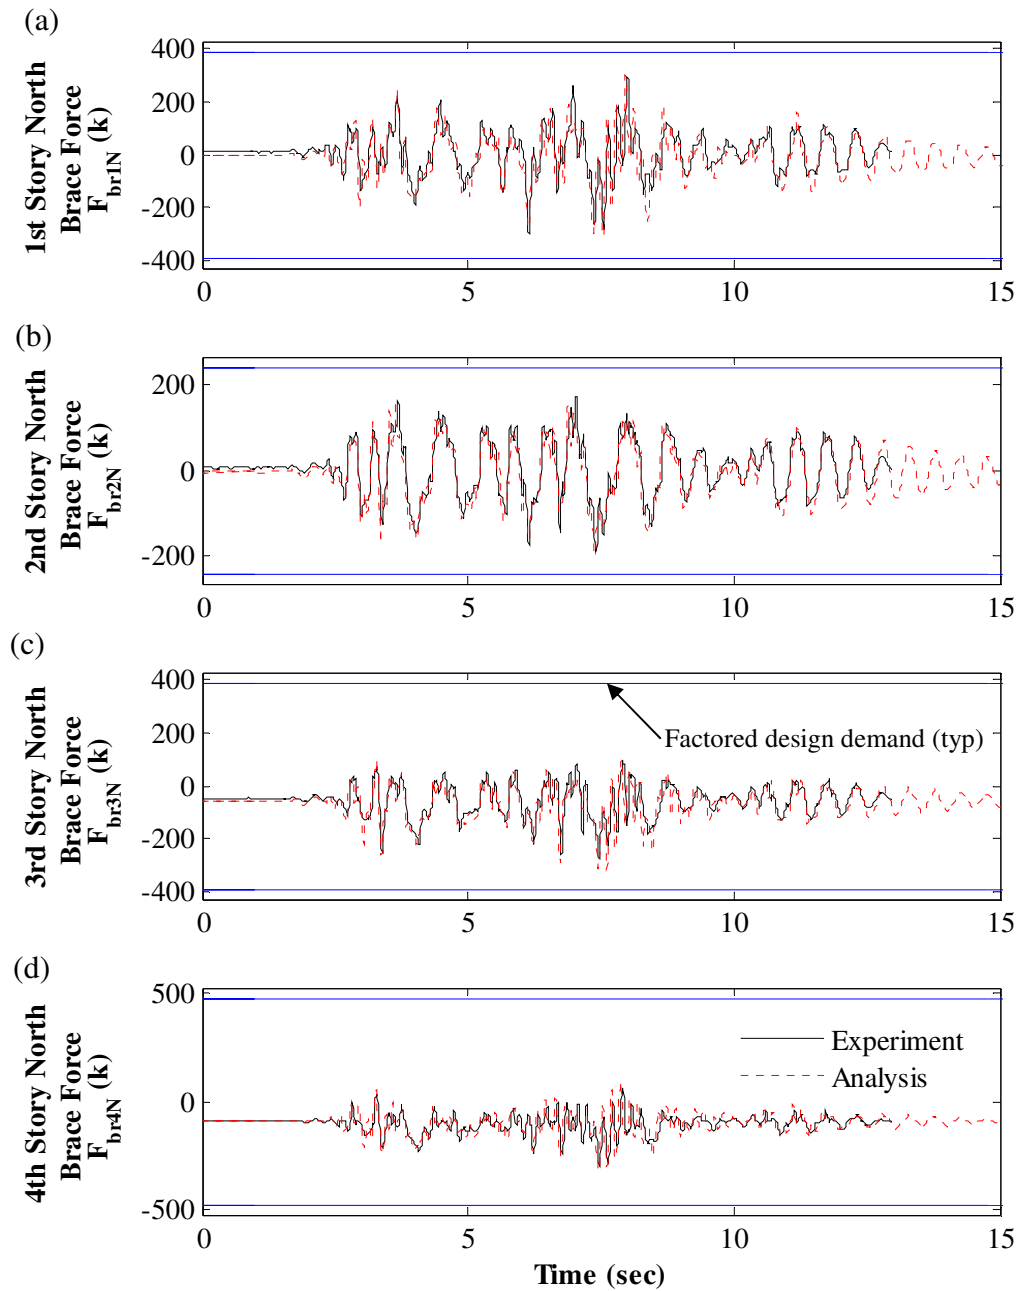 (a)
1st Story North
Brace Force
F_br1N (k)
400
200
0
-200
-400
0
5
10
15
(b)
2nd Story North
Brace Force
F_br2N (k)
200
0
-200
0
5
10
15
(c)
3rd Story North
Brace Force
F_br3N (k)
400
200
0
-200
-400
Factored design demand (typ)
0
5
10
15
(d)
4th Story North
Brace Force
F_br4N (k)
500
0
-500
Experiment
Analysis
0
5
10
15
Time (sec)